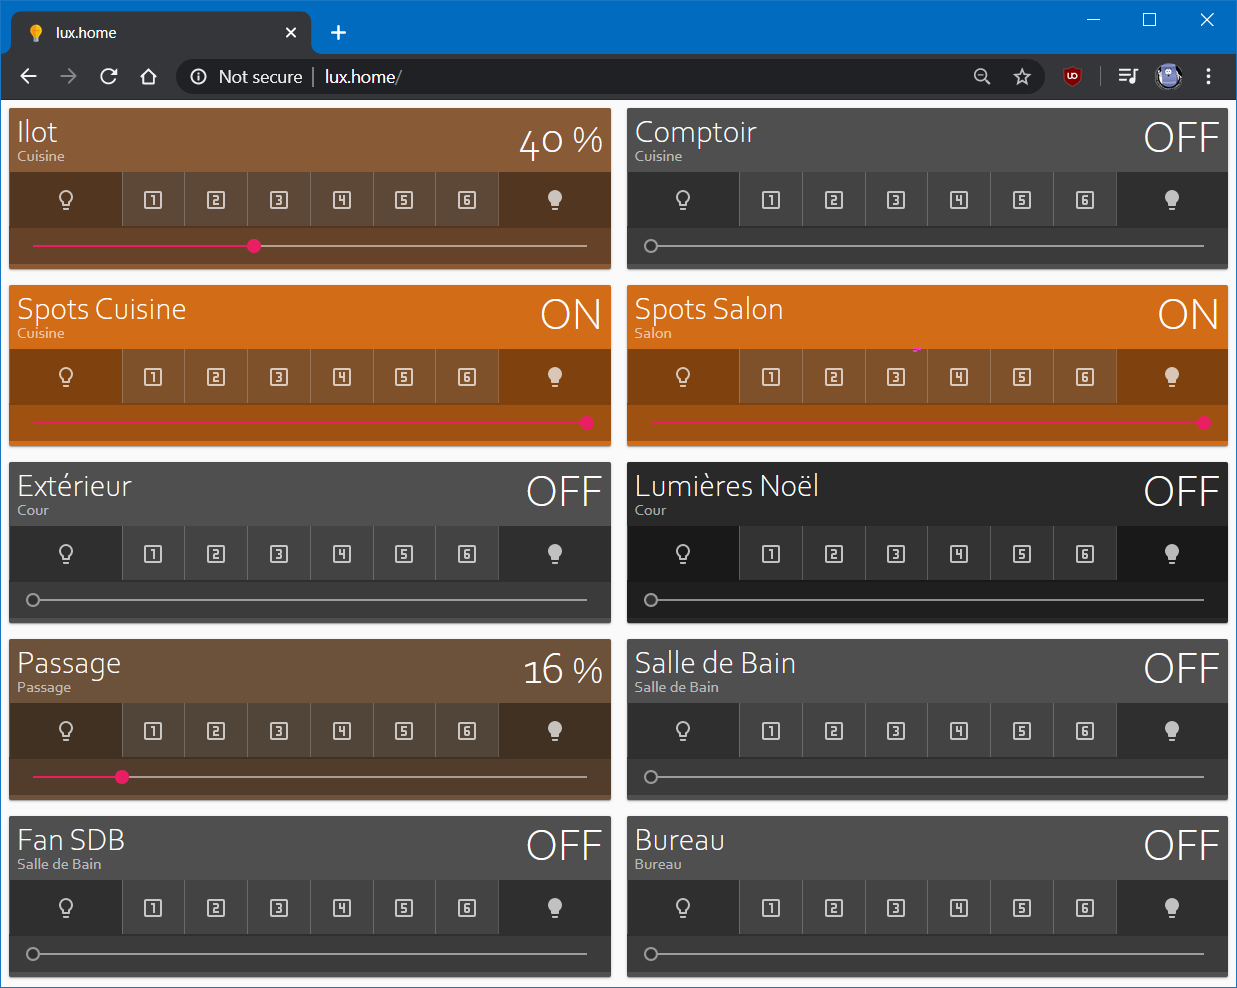 lux.home
Not secure lux.home/
Ilot
Cuisine
40 %
1 2 3 4 5 6
Comptoir
Cuisine
OFF
1 2 3 4 5 6
Spots Cuisine
Cuisine
ON
1 2 3 4 5 6
Spots Salon
Salon
ON
1 2 3 4 5 6
Extérieur
Cour
OFF
1 2 3 4 5 6
Lumières Noël
Cour
OFF
1 2 3 4 5 6
Passage
Passage
16 %
1 2 3 4 5 6
Salle de Bain
Salle de Bain
OFF
1 2 3 4 5 6
Fan SDB
Salle de Bain
OFF
1 2 3 4 5 6
Bureau
Bureau
OFF
1 2 3 4 5 6